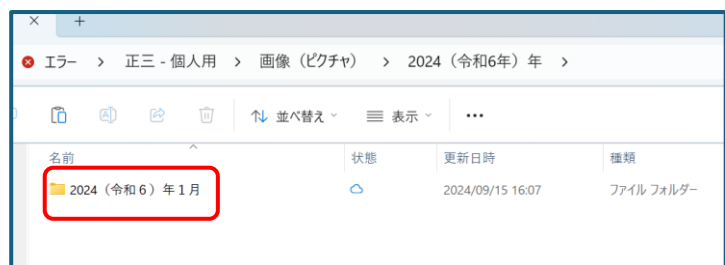 エラー > 正三 - 個人用 > 画像（ピクチャ） > 2024（令和6年）年 >
並べ替え 表示 ...
名前 状態 更新日時 種類
2024（令和６）年１月 2024/09/15 16:07 ファイル フォルダー